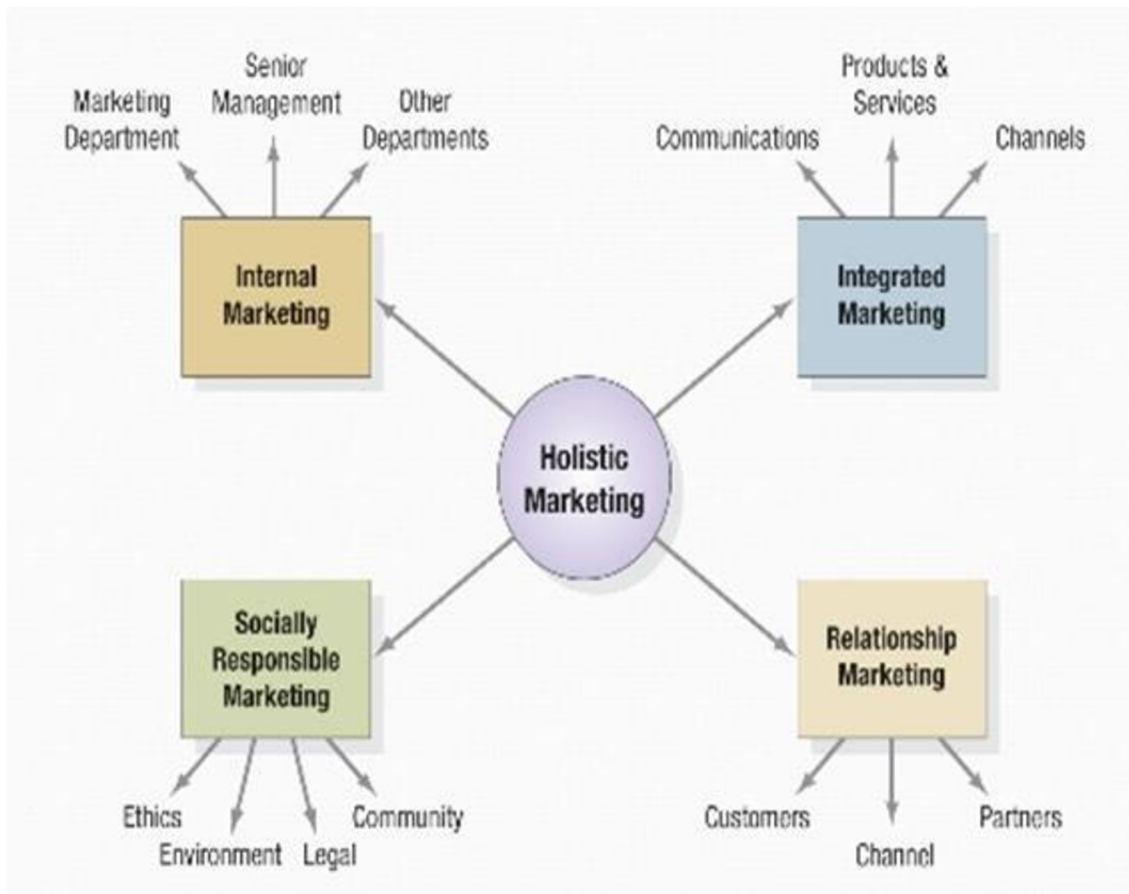 Senior
Management
Marketing
Department
Other
Departments
Internal
Marketing
Products &
Services
Communications
Channels
Integrated
Marketing
Holistic
Marketing
Socially
Responsible
Marketing
Ethics
Environment
Legal
Community
Relationship
Marketing
Customers
Channel
Partners